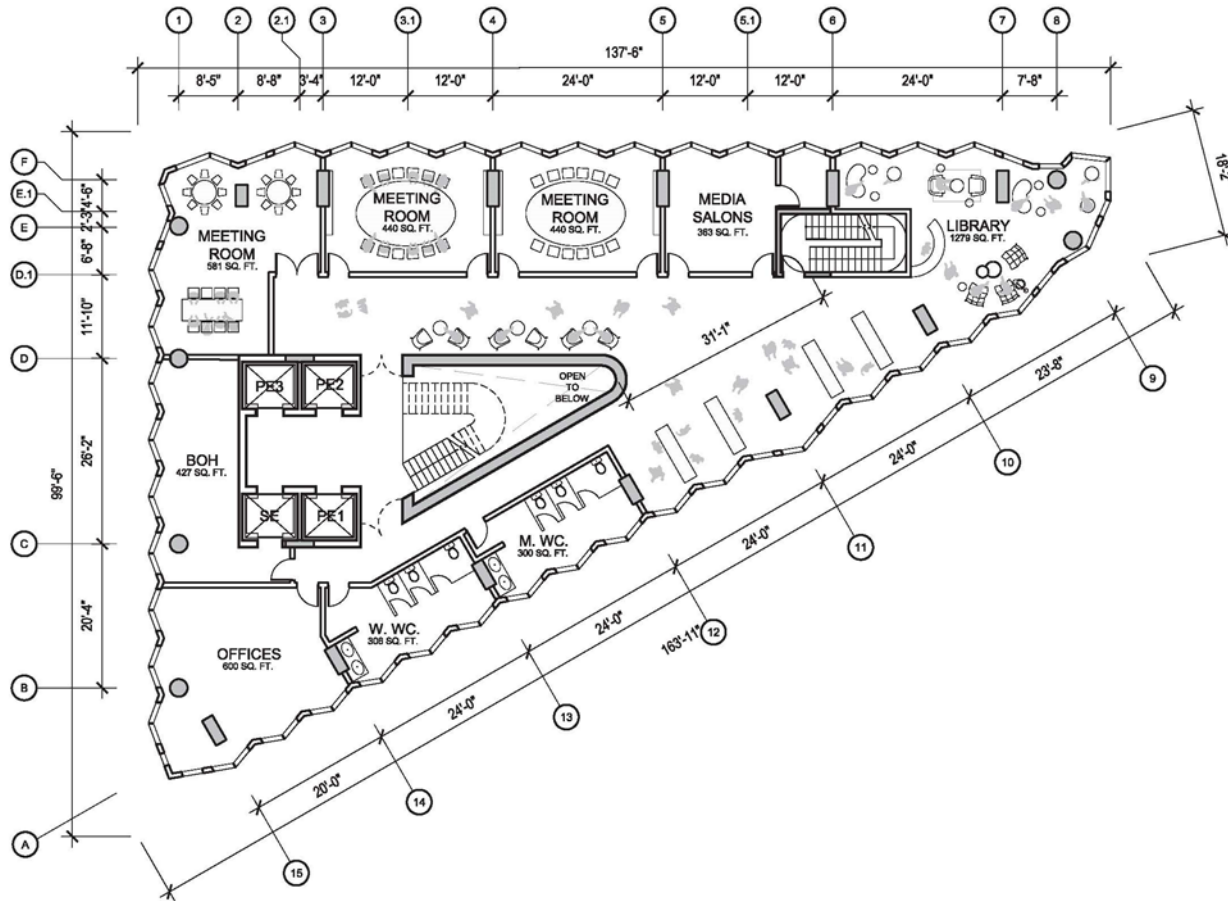 1 2 2.1 3 3.1 4 5 5.1 6 7 8
137'-6"
8'-5" 8'-8" 3'-4" 12'-0" 12'-0" 24'-0" 12'-0" 12'-0" 24'-0" 7'-8"
F
E.1
E
D.1
D
C
B
A
4'-6"
2'-3"
6'-8"
11'-10"
26'-2"
20'-4"
99'-6"
18'-2"
MEETING
ROOM
581 SQ. FT.
MEETING
ROOM
440 SQ. FT.
MEETING
ROOM
440 SQ. FT.
MEDIA
SALONS
363 SQ. FT.
LIBRARY
1279 SQ. FT.
31'-1"
PE3 PE2
OPEN
TO
BELOW
BOH
427 SQ. FT.
SE PE1
M. WC.
300 SQ. FT.
W. WC.
308 SQ. FT.
OFFICES
600 SQ. FT.
23'-8"
24'-0"
24'-0"
24'-0"
24'-0"
20'-0"
163'-11"
9
10
11
12
13
14
15